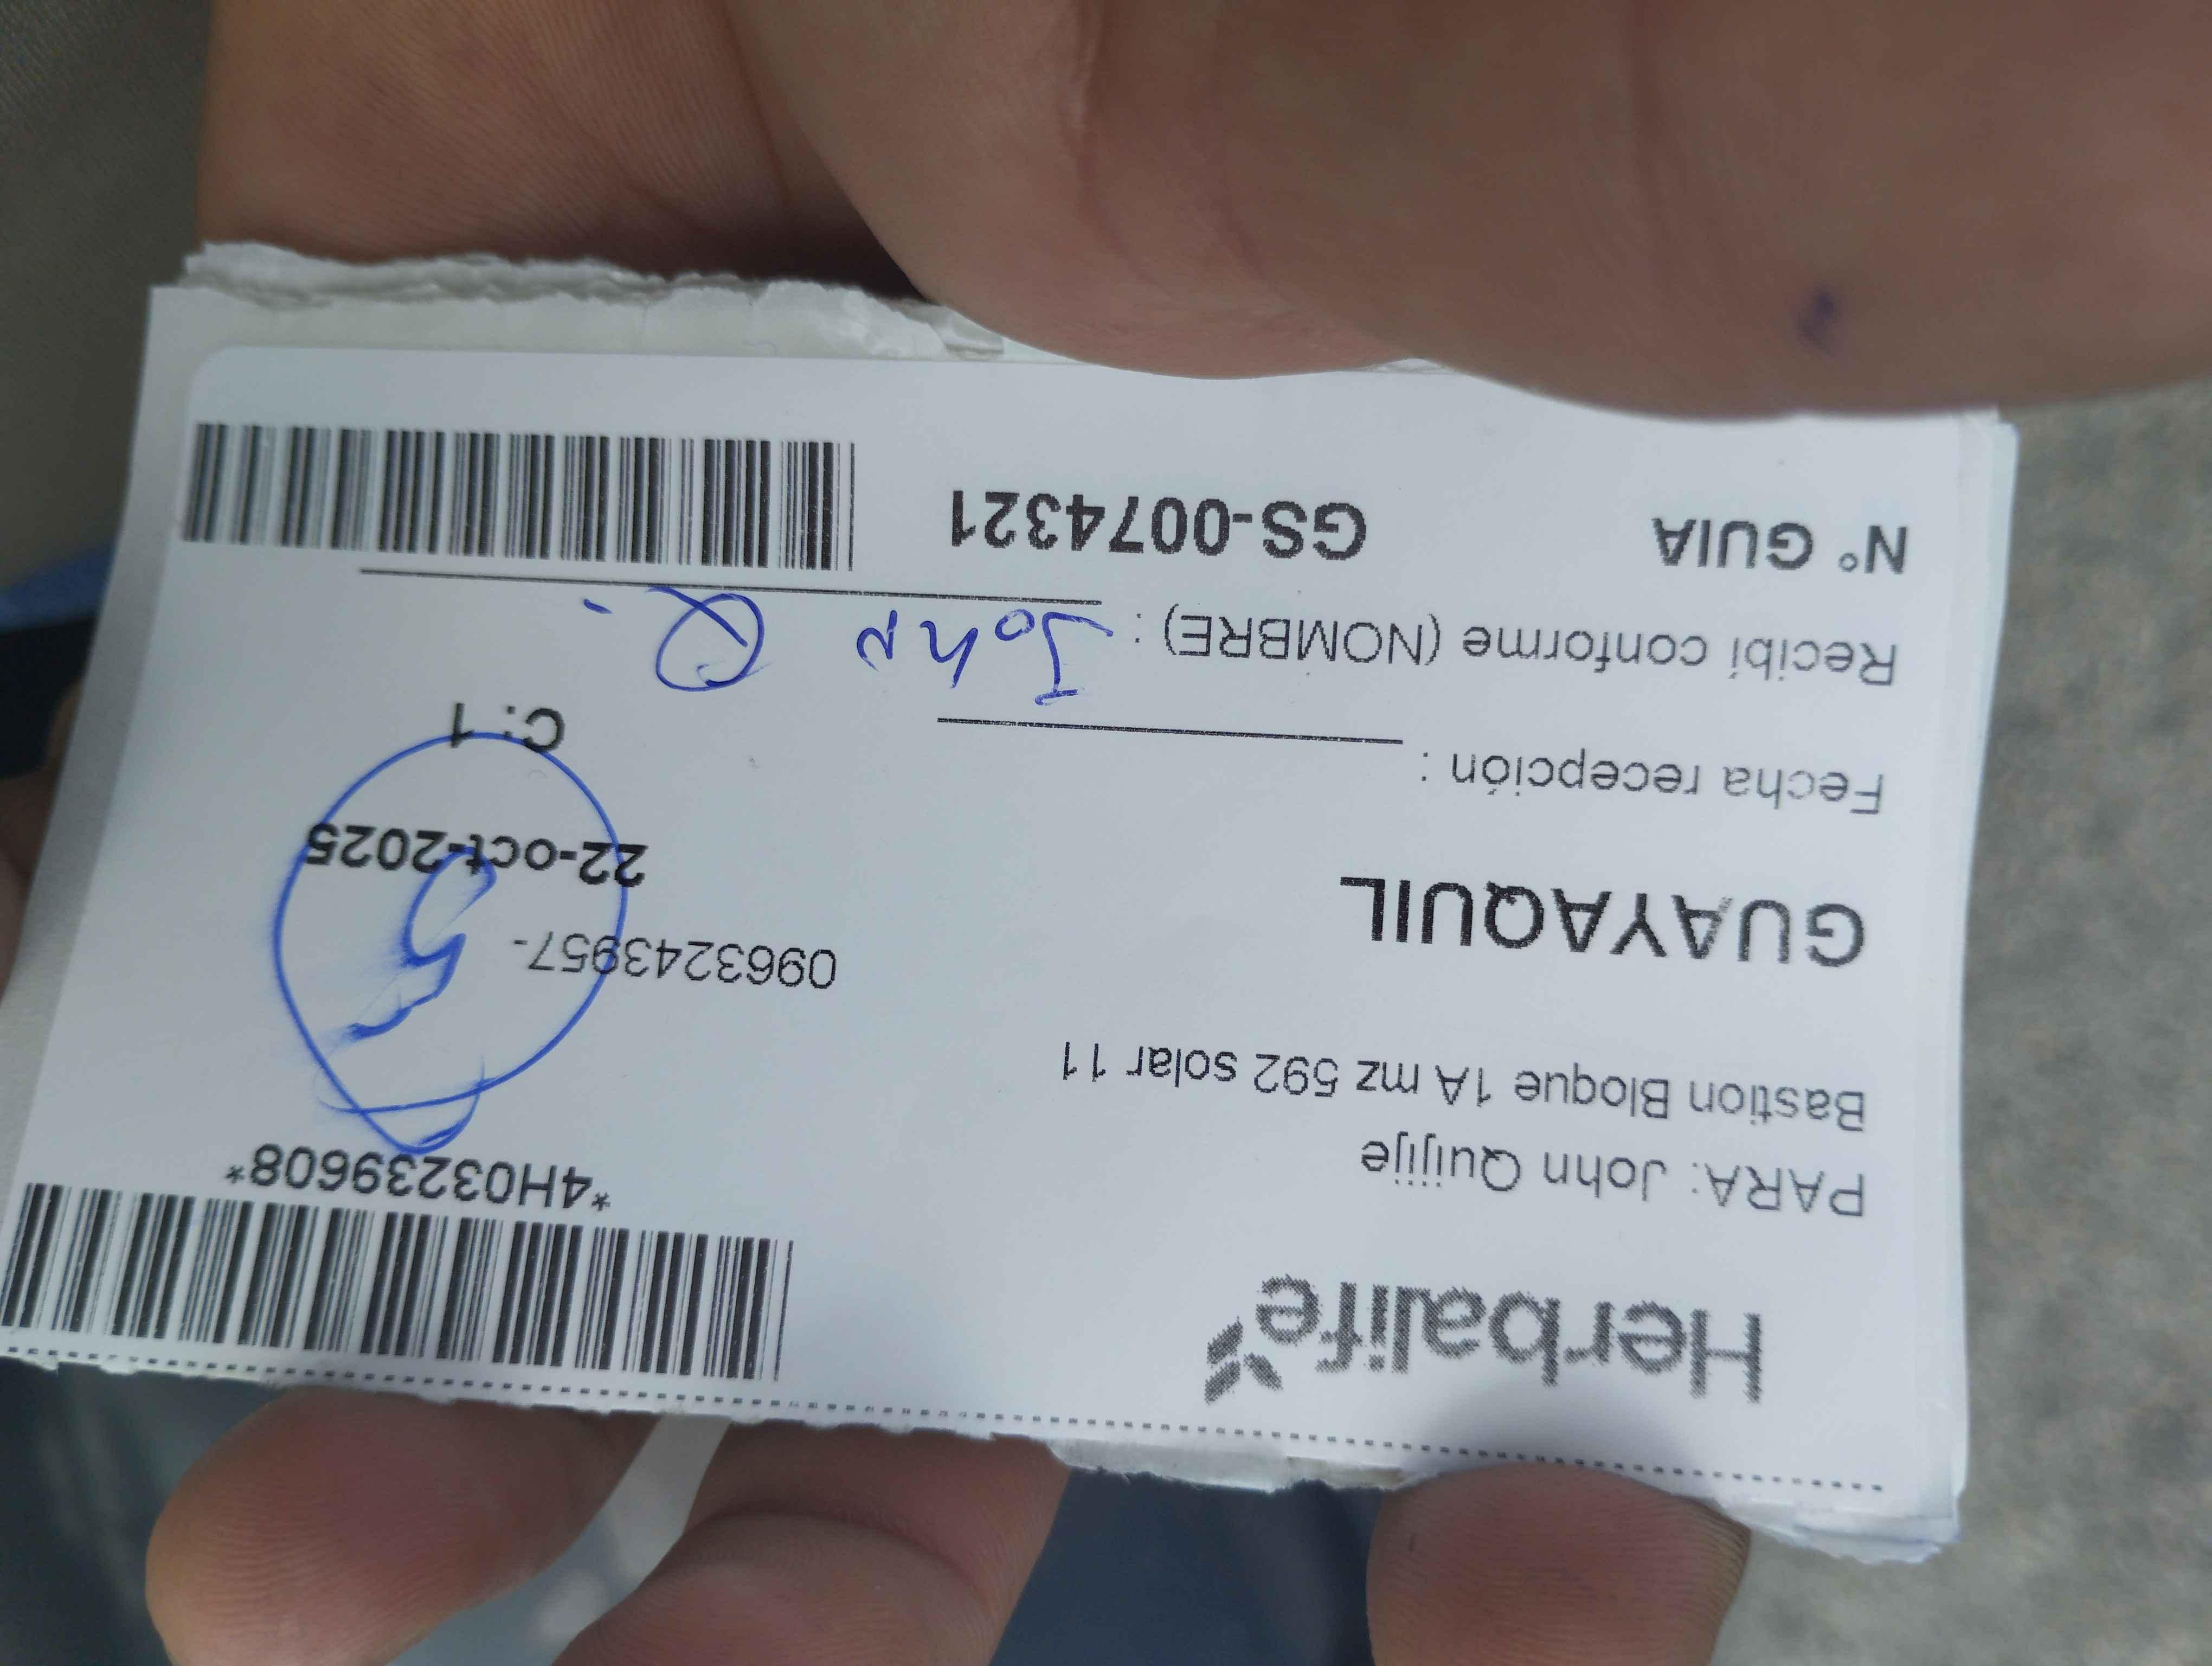 Herbalife
*4H03239608*
PARA: John Quijije
Bastion Bloque 1A mz 592 solar 11
0963243957-
GUAYAQUIL
22-oct-2025
5
Fecha recepción :
C: 1
Recibí conforme (NOMBRE) : John Q.
N° GUIA GS-0074321